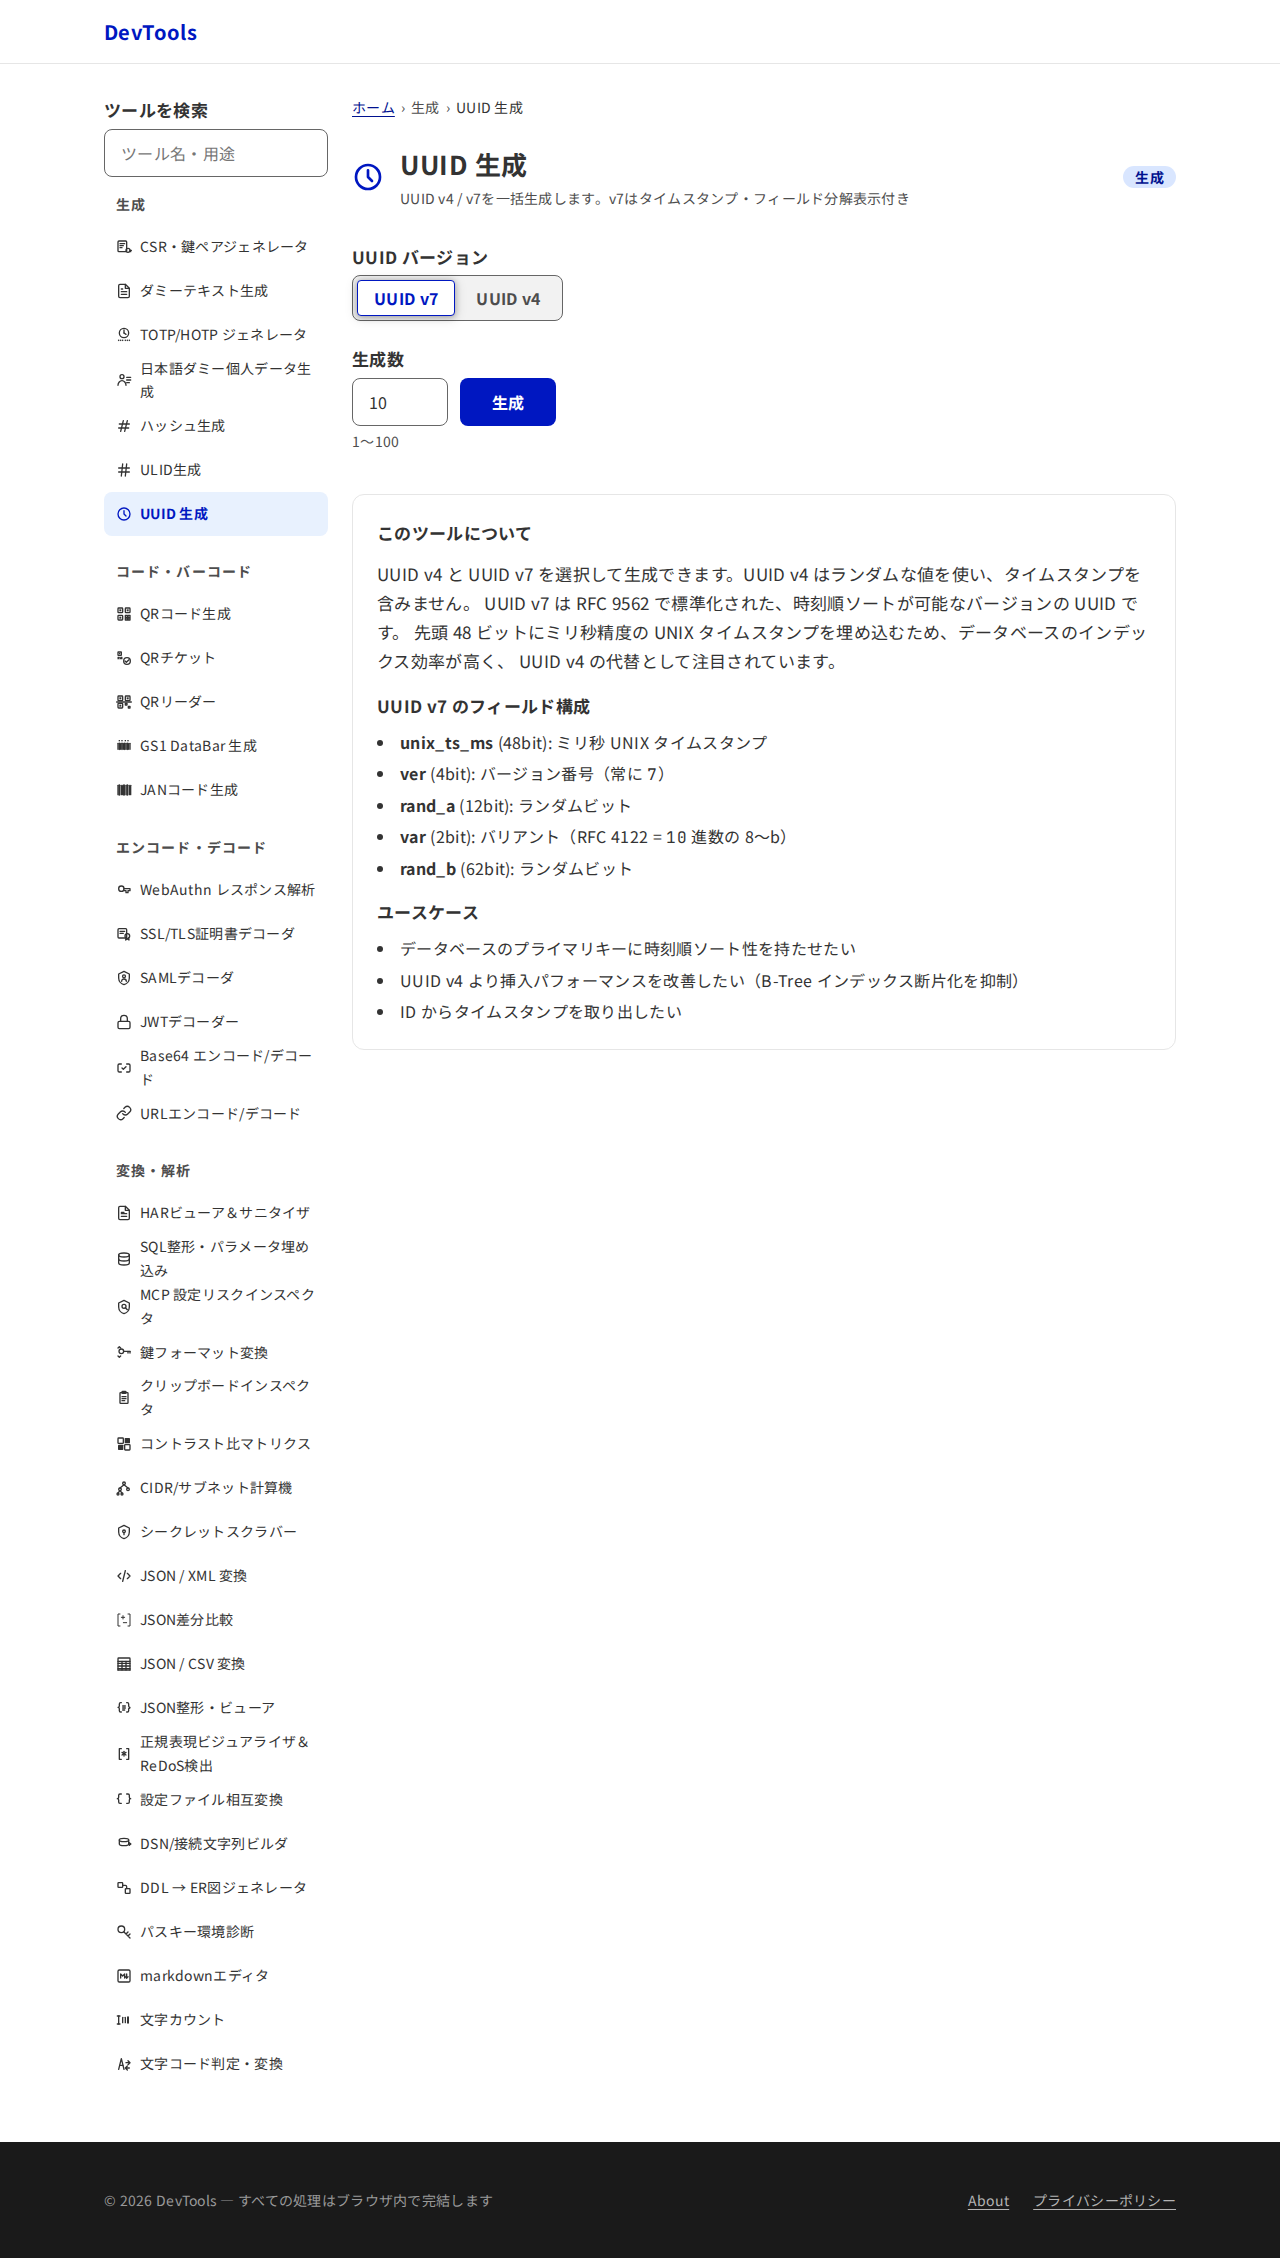 DevTools
ツールを検索
ツール名・用途
生成
CSR・鍵ペアジェネレータ
ダミーテキスト生成
TOTP/HOTP ジェネレータ
日本語ダミー個人データ生
成
ハッシュ生成
ULID生成
UUID 生成
コード・バーコード
QRコード生成
QRチケット
QRリーダー
GS1 DataBar 生成
JANコード生成
エンコード・デコード
WebAuthn レスポンス解析
SSL/TLS証明書デコーダ
SAMLデコーダ
JWTデコーダー
Base64 エンコード/デコー
ド
URLエンコード/デコード
変換・解析
HARビューア＆サニタイザ
SQL整形・パラメータ埋め
込み
MCP 設定リスクインスペク
タ
鍵フォーマット変換
クリップボードインスペク
タ
コントラスト比マトリクス
CIDR/サブネット計算機
シークレットスクラバー
JSON / XML 変換
JSON差分比較
JSON / CSV 変換
JSON整形・ビューア
正規表現ビジュアライザ＆
ReDoS検出
設定ファイル相互変換
DSN/接続文字列ビルダ
DDL → ER図ジェネレータ
パスキー環境診断
markdownエディタ
文字カウント
文字コード判定・変換
ホーム › 生成 › UUID 生成
UUID 生成
UUID v4 / v7を一括生成します。v7はタイムスタンプ・フィールド分解表示付き
生成
UUID バージョン
UUID v7 UUID v4
生成数
10 生成
1〜100
このツールについて
UUID v4 と UUID v7 を選択して生成できます。UUID v4 はランダムな値を使い、タイムスタンプを
含みません。 UUID v7 は RFC 9562 で標準化された、時刻順ソートが可能なバージョンの UUID で
す。 先頭 48 ビットにミリ秒精度の UNIX タイムスタンプを埋め込むため、データベースのインデッ
クス効率が高く、 UUID v4 の代替として注目されています。
UUID v7 のフィールド構成
• unix_ts_ms (48bit): ミリ秒 UNIX タイムスタンプ
• ver (4bit): バージョン番号（常に 7）
• rand_a (12bit): ランダムビット
• var (2bit): バリアント（RFC 4122 = 10 進数の 8〜b）
• rand_b (62bit): ランダムビット
ユースケース
• データベースのプライマリキーに時刻順ソート性を持たせたい
• UUID v4 より挿入パフォーマンスを改善したい（B-Tree インデックス断片化を抑制）
• ID からタイムスタンプを取り出したい
© 2026 DevTools — すべての処理はブラウザ内で完結します
About プライバシーポリシー